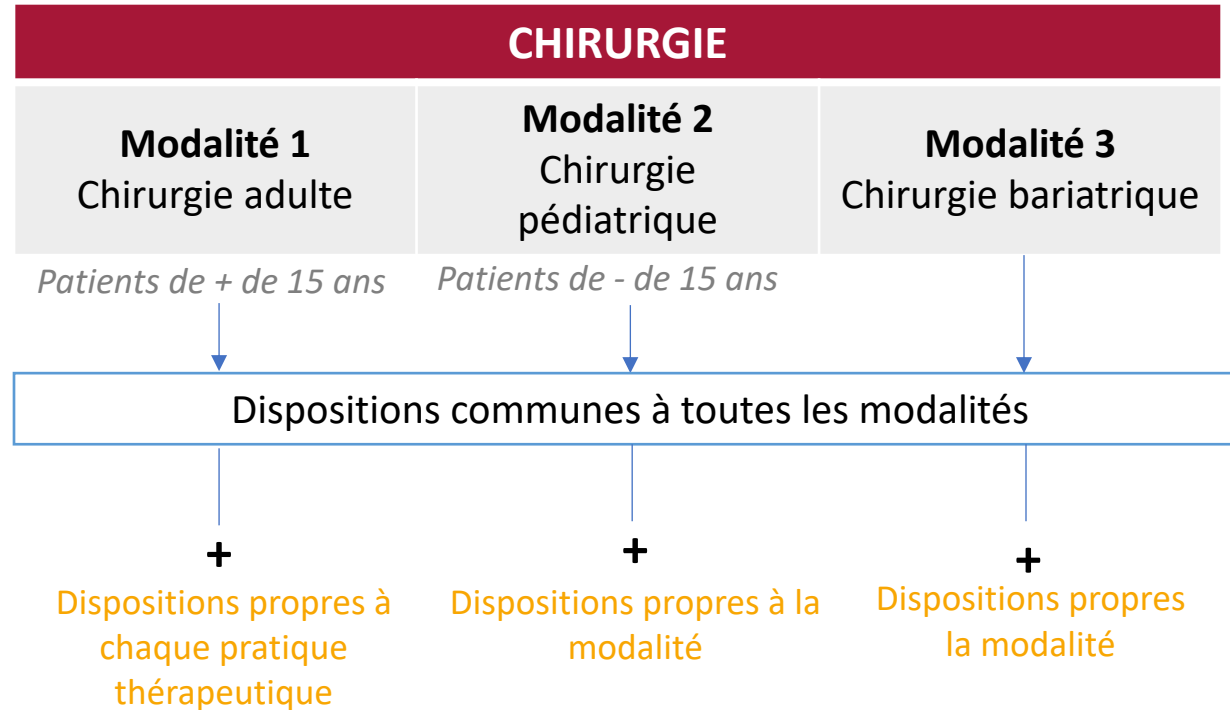 CHIRURGIE
Modalité 1
Chirurgie adulte
Modalité 2
Chirurgie
pédiatrique
Modalité 3
Chirurgie bariatrique
Patients de + de 15 ans
Patients de - de 15 ans
Dispositions communes à toutes les modalités
+
Dispositions propres à
chaque pratique
thérapeutique
+
Dispositions propres à la
modalité
+
Dispositions propres
la modalité